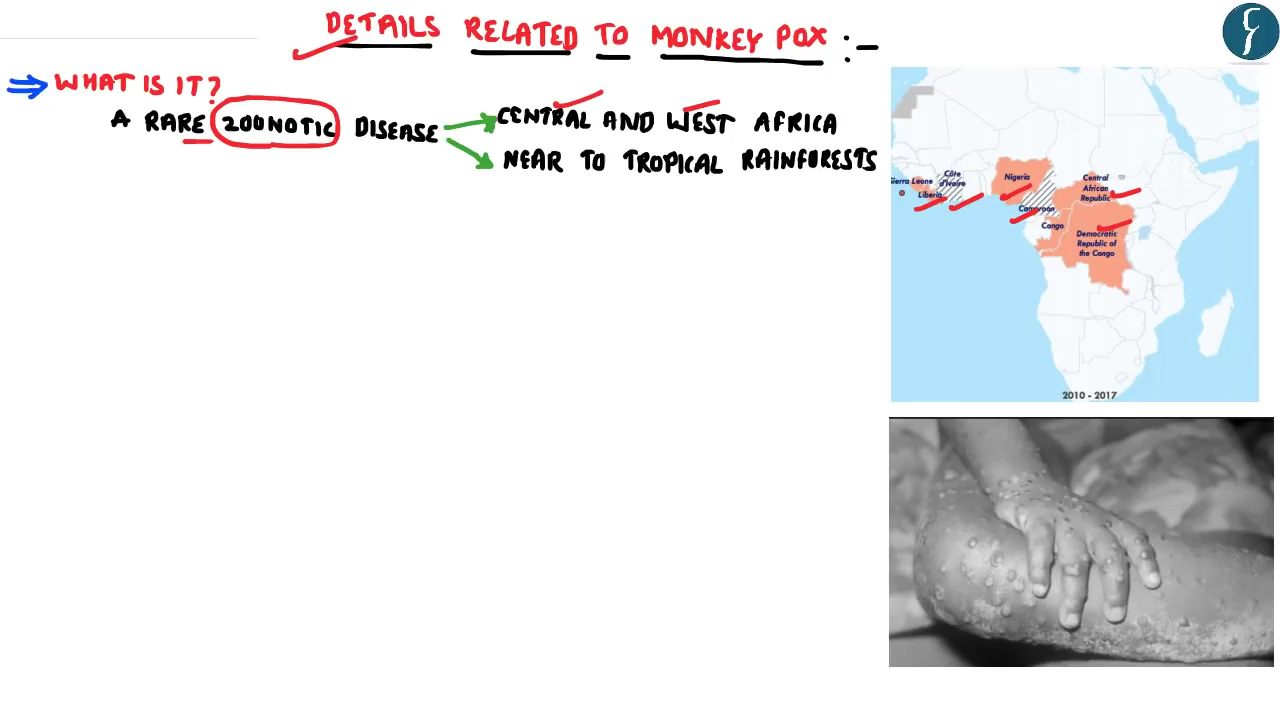 DETAILS RELATED TO MONKEY POX :-
WHAT IS IT?
A RARE ZOONOTIC DISEASE
CENTRAL AND WEST AFRICA
NEAR TO TROPICAL RAINFORESTS
Sierra Leone
Liberia
Côte
d'Ivoire
Nigeria
Cameroon
Central
African
Republic
Congo
Democratic
Republic of
the Congo
2010 - 2017